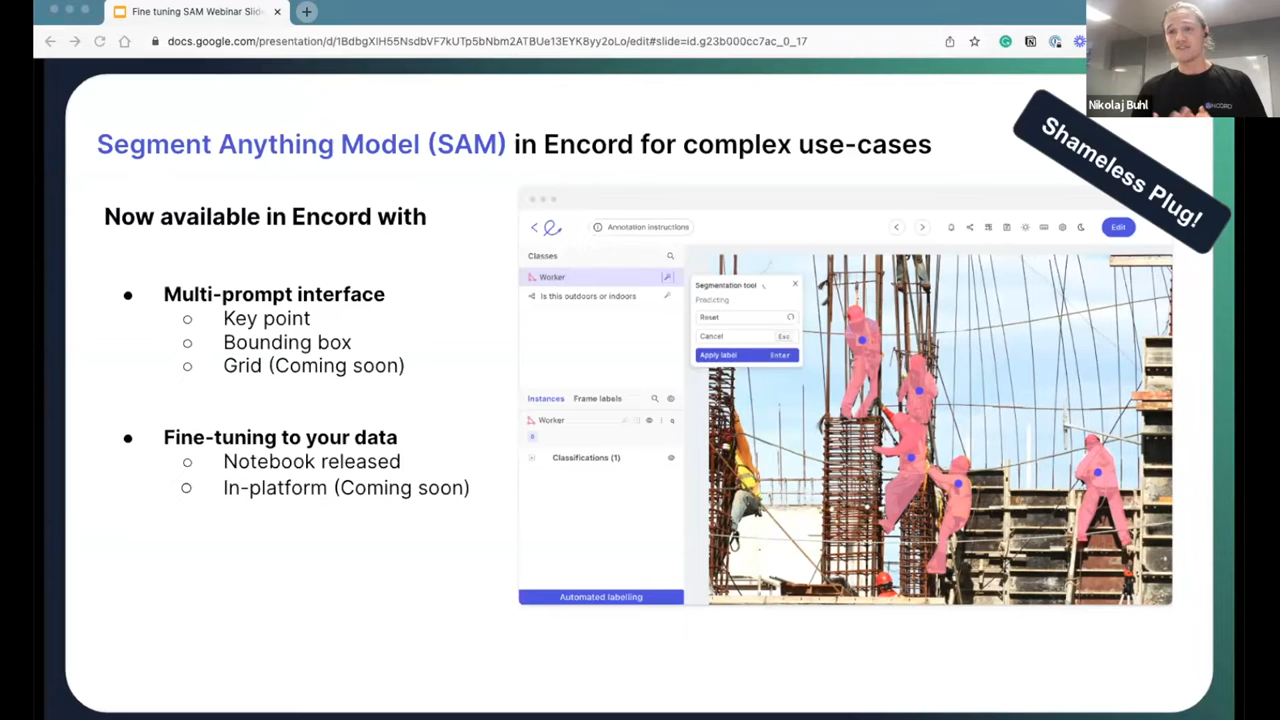 Fine tuning SAM Webinar Slid
docs.google.com/presentation/d/1BdbgXIH55NsdbVF7kUTp5bNbm2ATBUe13EYK8yy2oLo/edit#slide=id.g23b000cc7ac_0_17
Nikolaj Buhl
ENCORD
Shameless Plug!
Segment Anything Model (SAM) in Encord for complex use-cases
Now available in Encord with
Multi-prompt interface
Key point
Bounding box
Grid (Coming soon)
Fine-tuning to your data
Notebook released
In-platform (Coming soon)
Annotation instructions
Edit
Classes
Worker
Is this outdoors or indoors
Segmentation tool
Predicting
Reset
Cancel Esc
Apply label Enter
Instances Frame labels
Worker
Classifications (1)
Automated labelling